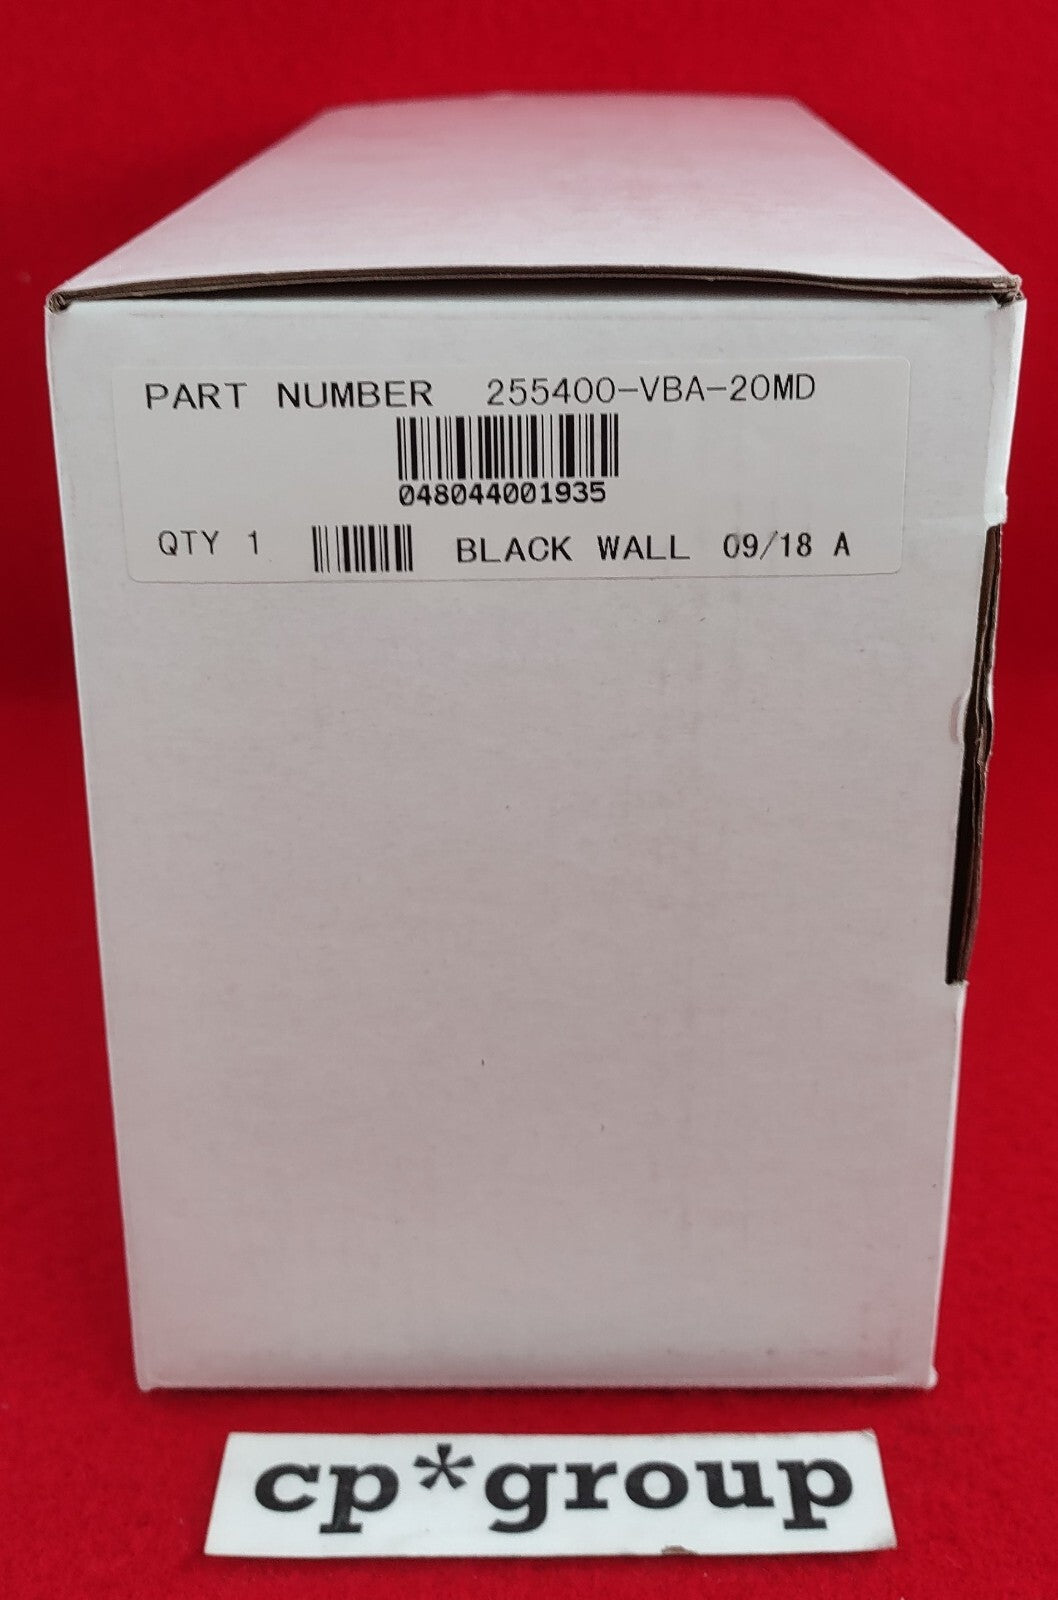 PART NUMBER 255400-VBA-20MD
048044001935
QTY 1 BLACK WALL 09/18 A
cp*group